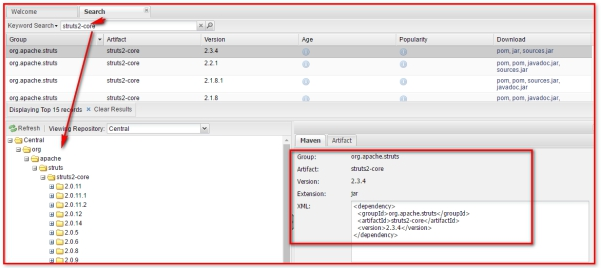 Welcome Search
Keyword Search struts2-core
Group Artifact Version Age Popularity Download
org.apache.struts struts2-core 2.3.4 pom, jar, sources.jar
org.apache.struts struts2-core 2.2.1 pom, pom, javadoc.jar, sources.jar
org.apache.struts struts2-core 2.1.8.1 pom, pom, sources.jar, javadoc.jar
org.apache.struts struts2-core 2.1.8 pom, pom, javadoc.jar,
Displaying Top 15 records Clear Results
Refresh Viewing Repository: Central
Central
org
apache
struts
struts2-core
2.0.11
2.0.11.1
2.0.11.2
2.0.12
2.0.14
2.0.5
2.0.6
2.0.8
2.0.9
Maven Artifact
Group: org.apache.struts
Artifact: struts2-core
Version: 2.3.4
Extension: jar
XML: <dependency>
<groupId>org.apache.struts</groupId>
<artifactId>struts2-core</artifactId>
<version>2.3.4</version>
</dependency>